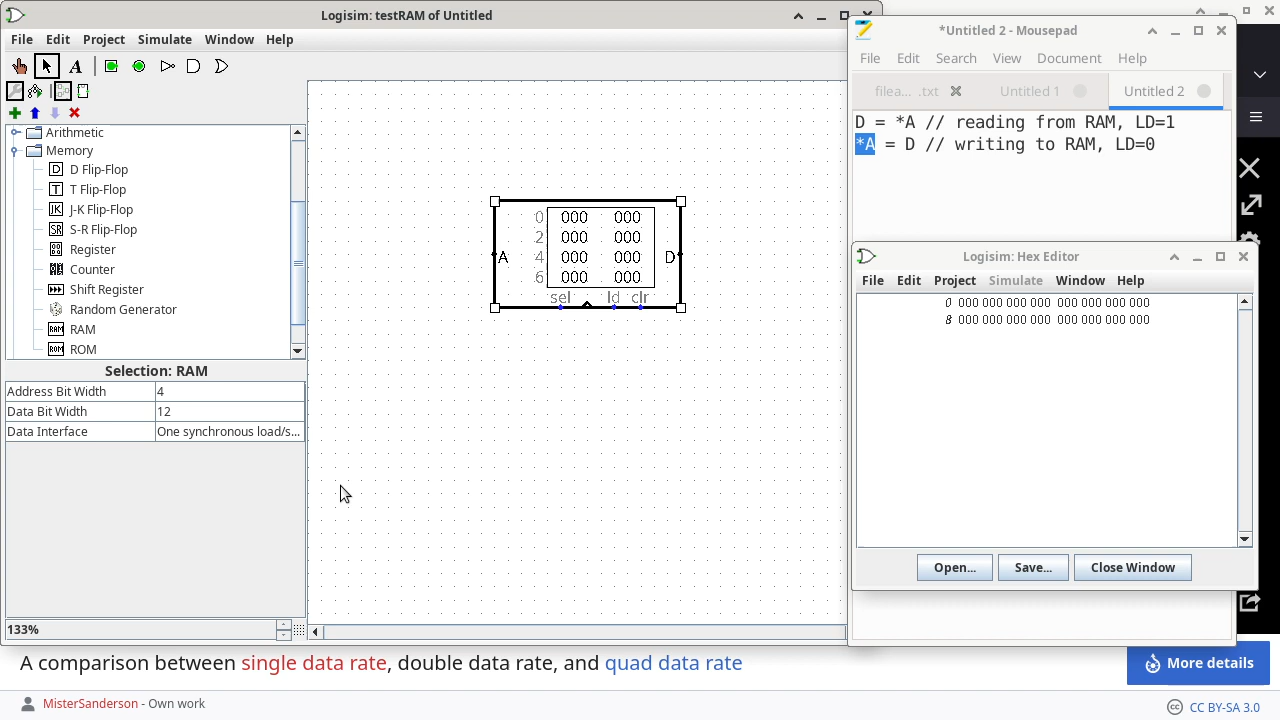 Logisim: testRAM of Untitled
File Edit Project Simulate Window Help
A
Arithmetic
Memory
D D Flip-Flop
T T Flip-Flop
JK J-K Flip-Flop
SR S-R Flip-Flop
Register
Counter
Shift Register
Random Generator
RAM RAM
ROM ROM
Selection: RAM
Address Bit Width 4
Data Bit Width 12
Data Interface One synchronous load/s...
133%
0 000 000
2 000 000
A 4 000 000 D
6 000 000
sel ld clr
*Untitled 2 - Mousepad
File Edit Search View Document Help
filea... .txt Untitled 1 Untitled 2
D = *A // reading from RAM, LD=1
*A = D // writing to RAM, LD=0
Logisim: Hex Editor
File Edit Project Simulate Window Help
0 000 000 000 000 000 000 000 000
8 000 000 000 000 000 000 000 000
Open... Save... Close Window
A comparison between single data rate, double data rate, and quad data rate
More details
MisterSanderson - Own work
CC BY-SA 3.0